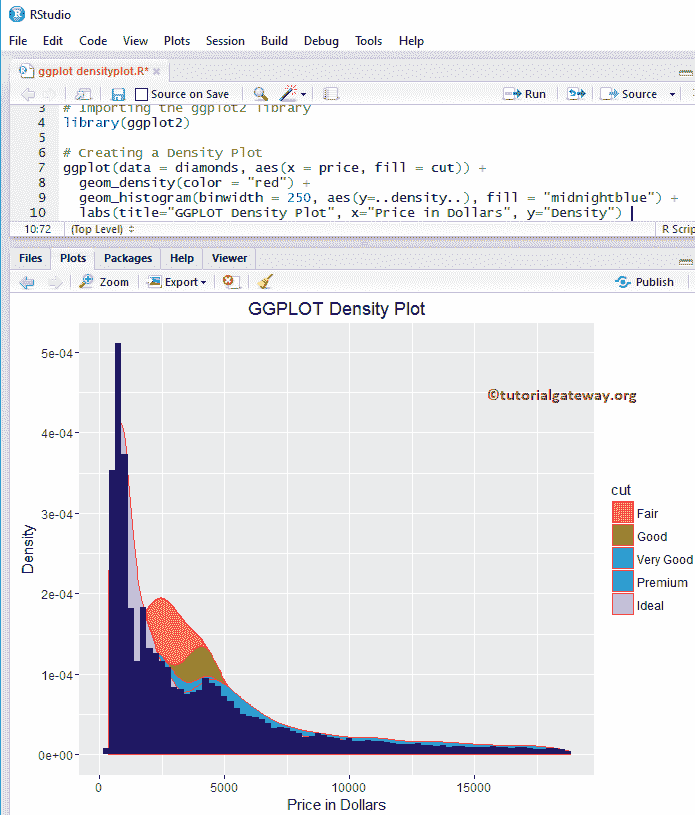 RStudio
File Edit Code View Plots Session Build Debug Tools Help
ggplot densityplot.R*
Source on Save Run Source
3 # Importing the ggplot2 library
4 library(ggplot2)
5
6 # Creating a Density Plot
7 ggplot(data = diamonds, aes(x = price, fill = cut)) +
8 geom_density(color = "red") +
9 geom_histogram(binwidth = 250, aes(y=..density..), fill = "midnightblue") +
10 labs(title="GGPLOT Density Plot", x="Price in Dollars", y="Density")
10:72 (Top Level) R Scrip
Files Plots Packages Help Viewer
Zoom Export Publish
GGPLOT Density Plot
5e-04
©tutorialgateway.org
4e-04
3e-04
2e-04
1e-04
0e+00
Density
cut
Fair
Good
Very Good
Premium
Ideal
0 5000 10000 15000
Price in Dollars